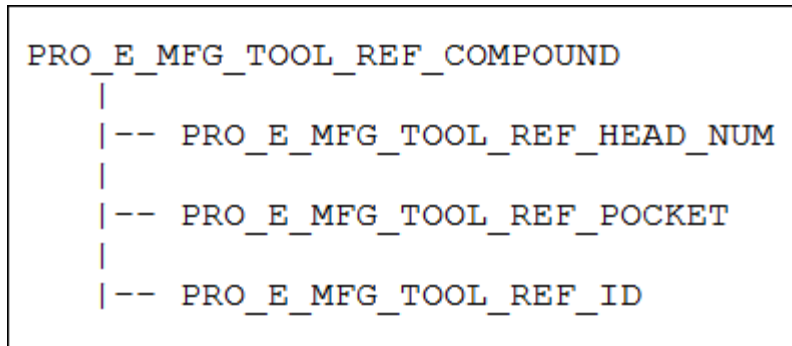 PRO_E_MFG_TOOL_REF_COMPOUND
|
|-- PRO_E_MFG_TOOL_REF_HEAD_NUM
|
|-- PRO_E_MFG_TOOL_REF_POCKET
|
|-- PRO_E_MFG_TOOL_REF_ID